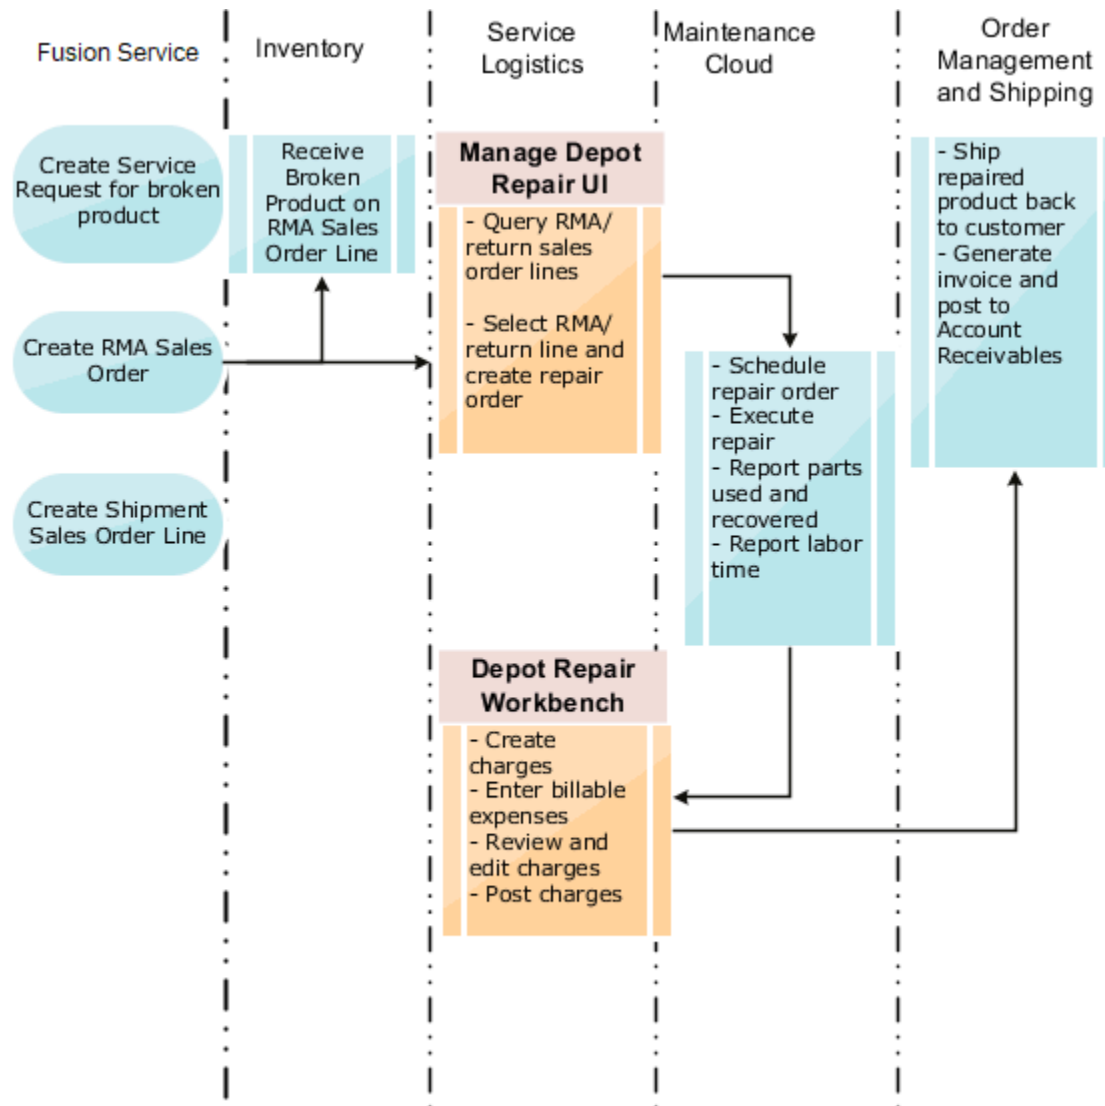 Fusion Service
Inventory
Service
Logistics
Maintenance
Cloud
Order
Management
and Shipping
Create Service
Request for broken
product
Create RMA Sales
Order
Create Shipment
Sales Order Line
Receive
Broken
Product on
RMA Sales
Order Line
Manage Depot
Repair UI
- Query RMA/
return sales
order lines
- Select RMA/
return line and
create repair
order
Depot Repair
Workbench
- Create
charges
- Enter billable
expenses
- Review and
edit charges
- Post charges
- Schedule
repair order
- Execute
repair
- Report parts
used and
recovered
- Report labor
time
- Ship
repaired
product back
to customer
- Generate
invoice and
post to
Account
Receivables